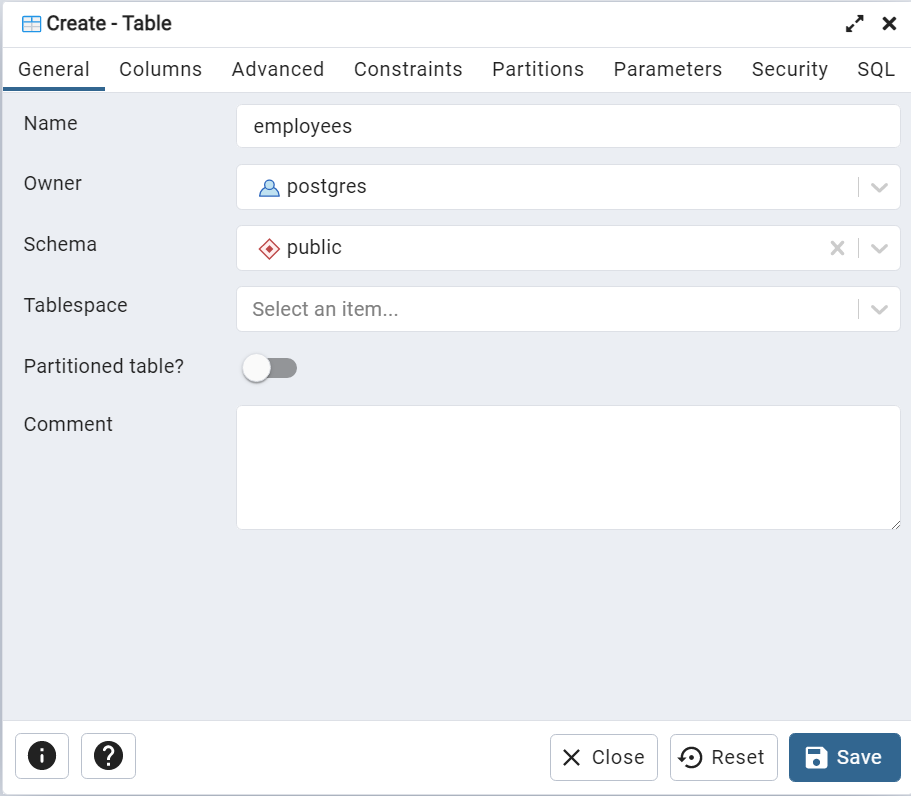 Create - Table
General Columns Advanced Constraints Partitions Parameters Security SQL
Name employees
Owner postgres
Schema public
Tablespace Select an item...
Partitioned table?
Comment
Close Reset Save